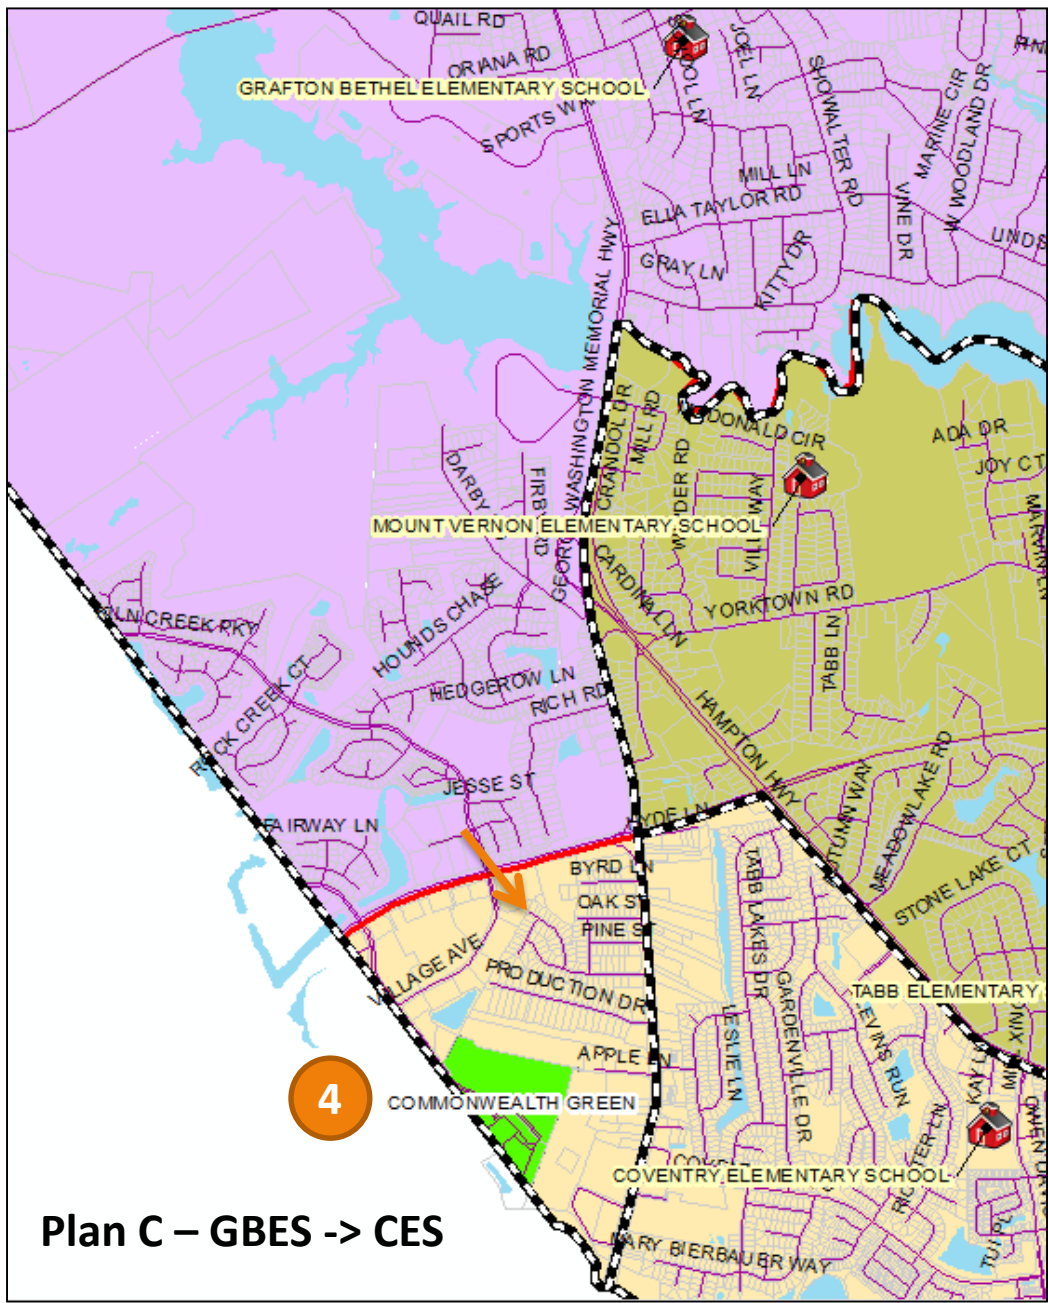 QUAIL RD
ORIANA RD
JOEL LN
GRAFTON BETHEL ELEMENTARY SCHOOL
SPORTS
SHOWALTER RD
MARINE CIR
W WOODLAND DR
MILL LN
ELLA TAYLOR RD
VINE DR
GRAY LN
KITTY DR
WASHINGTON MEMORIAL HWY
CRANDOL DR
MILL RD
DONALD CIR
ADA DR
JOY CT
DARBY
MOUNT VERNON ELEMENTARY SCHOOL
CARDINAL LN
YORKTOWN RD
TABB LN
HOUNDS CHASE
CREEK PKY
ROCK CREEK CT
HEDGEROW LN
RICH RD
HAMPTON HWY
JESSE ST
FAIRWAY LN
MEADOWLAKE RD
STONE LAKE CT
BYRD LN
OAK ST
PINE ST
TABB LAKES DR
VILLAGE AVE
PRODUCTION DR
GARDENVILLE DR
TABB ELEMENTARY
LESLIE LN
APPLE LN
KAY
4
COMMONWEALTH GREEN
COVENTRY ELEMENTARY SCHOOL
Plan C – GBES -> CES
MARY BIERBAUER WAY
TUI PL